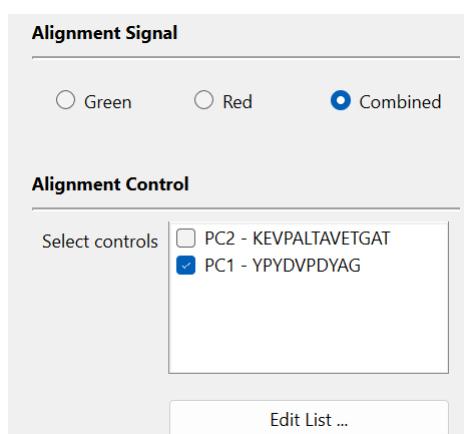 Alignment Signal
Green Red Combined
Alignment Control
Select controls
PC2 - KEVPALTAVETGAT
PC1 - YPYDVPDYAG
Edit List ...